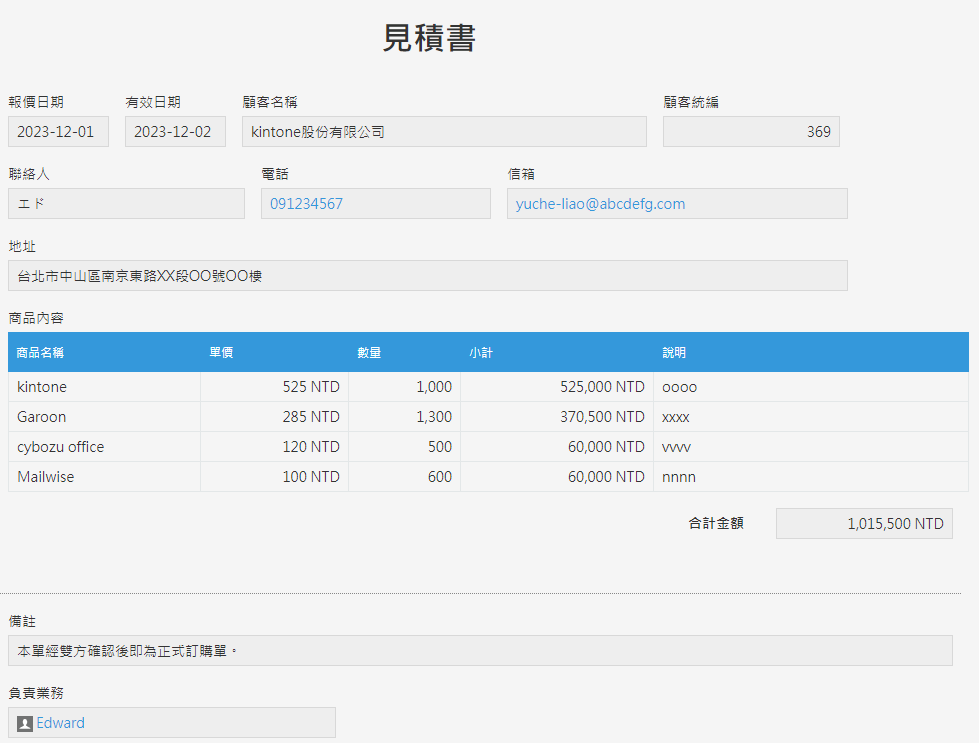 見積書
報價日期 有效日期 顧客名稱 顧客統編
2023-12-01 2023-12-02 kintone股份有限公司 369
聯絡人 電話 信箱
エド 091234567 yuche-liao@abcdefg.com
地址
台北市中山區南京東路XX段OO號OO樓
商品內容
商品名稱 單價 數量 小計 說明
kintone 525 NTD 1,000 525,000 NTD oooo
Garoon 285 NTD 1,300 370,500 NTD xxxx
cybozu office 120 NTD 500 60,000 NTD vvvv
Mailwise 100 NTD 600 60,000 NTD nnnn
合計金額 1,015,500 NTD
備註
本單經雙方確認後即為正式訂購單。
負責業務
Edward